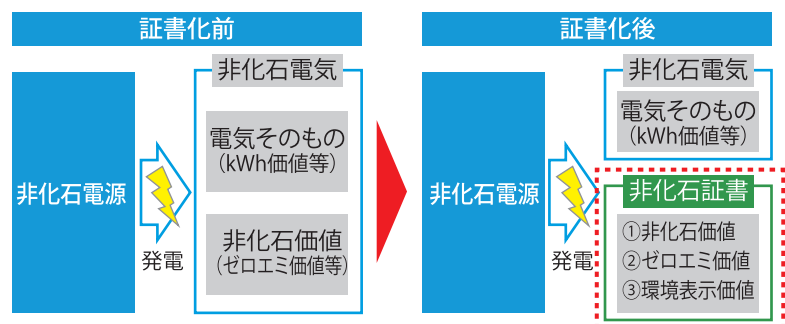 証書化前
非化石電源
発電
非化石電気
電気そのもの
(kWh価値等)
非化石価値
(ゼロエミ価値等)
証書化後
非化石電源
発電
非化石電気
電気そのもの
(kWh価値等)
非化石証書
①非化石価値
②ゼロエミ価値
③環境表示価値